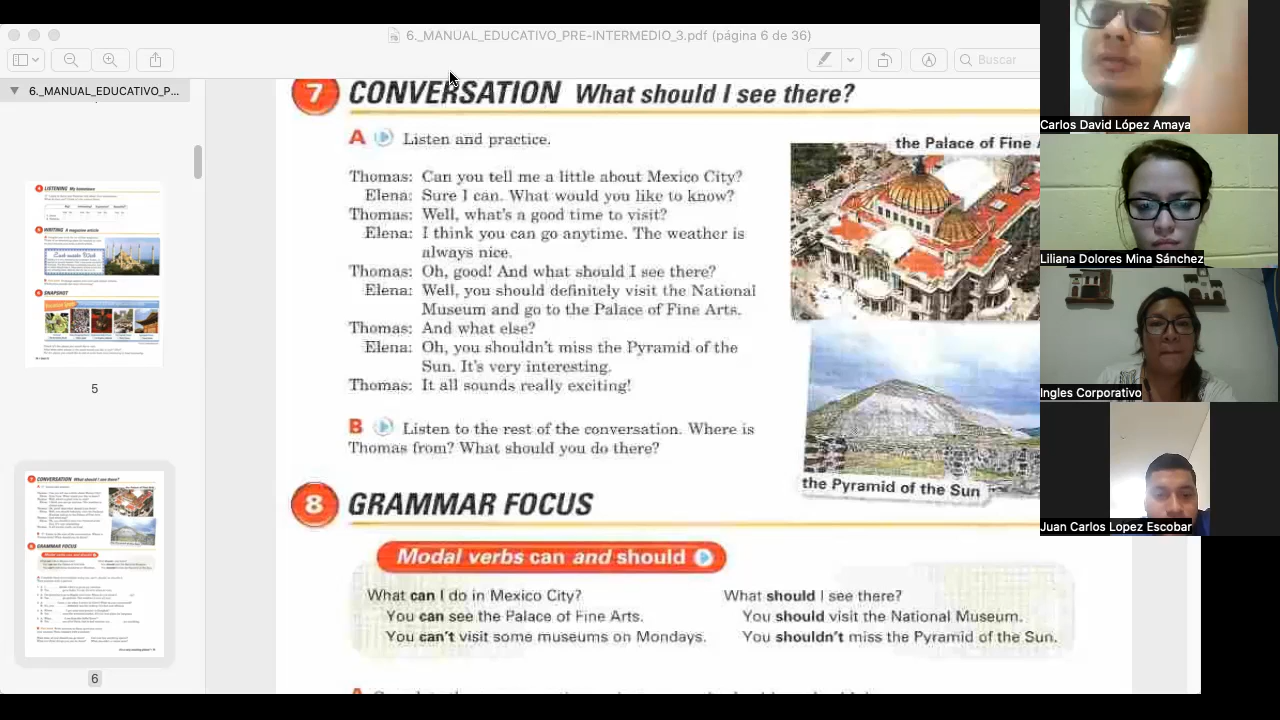 6._MANUAL_EDUCATIVO_PRE-INTERMEDIO_3.pdf (página 6 de 36)
Buscar
6._MANUAL_EDUCATIVO_P...
5
6
7 CONVERSATION What should I see there?
A Listen and practice.
Thomas: Can you tell me a little about Mexico City?
Elena: Sure I can. What would you like to know?
Thomas: Well, what's a good time to visit?
Elena: I think you can go anytime. The weather is
always nice.
Thomas: Oh, good! And what should I see there?
Elena: Well, you should definitely visit the National
Museum and go to the Palace of Fine Arts.
Thomas: And what else?
Elena: Oh, you shouldn't miss the Pyramid of the
Sun. It's very interesting.
Thomas: It all sounds really exciting!
the Palace of Fine
the Pyramid of the Sun
B Listen to the rest of the conversation. Where is
Thomas from? What should you do there?
8 GRAMMAR FOCUS
Modal verbs can and should
What can I do in Mexico City?
You can see the Palace of Fine Arts.
You can't visit some museums on Mondays.
What should I see there?
You should visit the National Museum.
You shouldn't miss the Pyramid of the Sun.
Carlos David López Amaya
Liliana Dolores Mina Sánchez
Ingles Corporativo
Juan Carlos Lopez Escobar